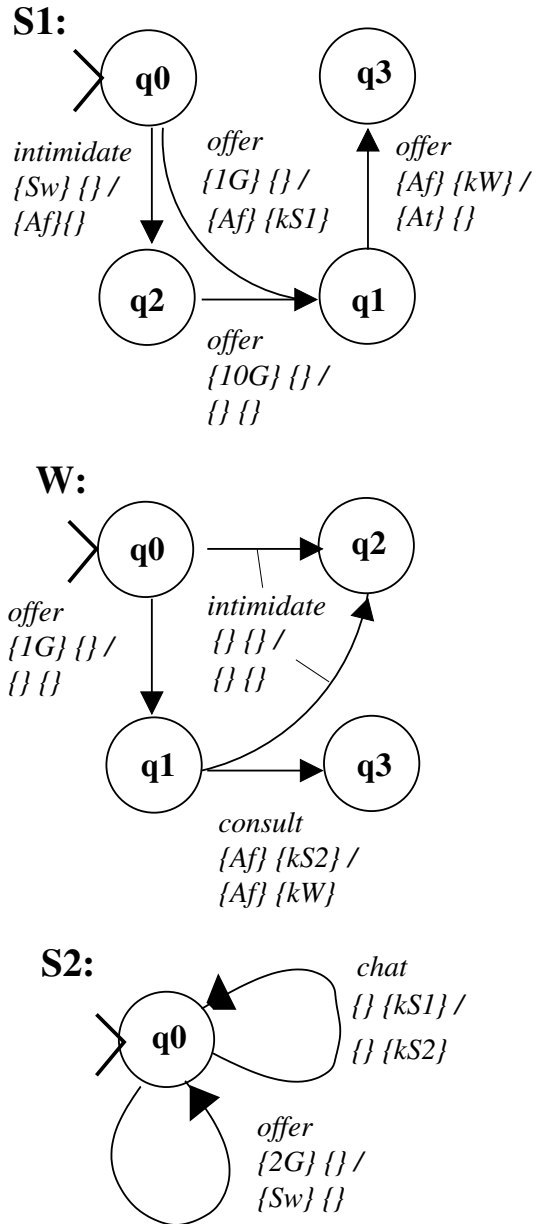 S1:
q0
q3
intimidate
{Sw} {} /
{Af}{}
offer
{1G} {} /
{Af} {kS1}
offer
{Af} {kW} /
{At} {}
q2
q1
offer
{10G} {} /
{} {}
W:
q0
q2
offer
{1G} {} /
{} {}
intimidate
{} {} /
{} {}
q1
q3
consult
{Af} {kS2} /
{Af} {kW}
S2:
q0
chat
{} {kS1} /
{} {kS2}
offer
{2G} {} /
{Sw} {}